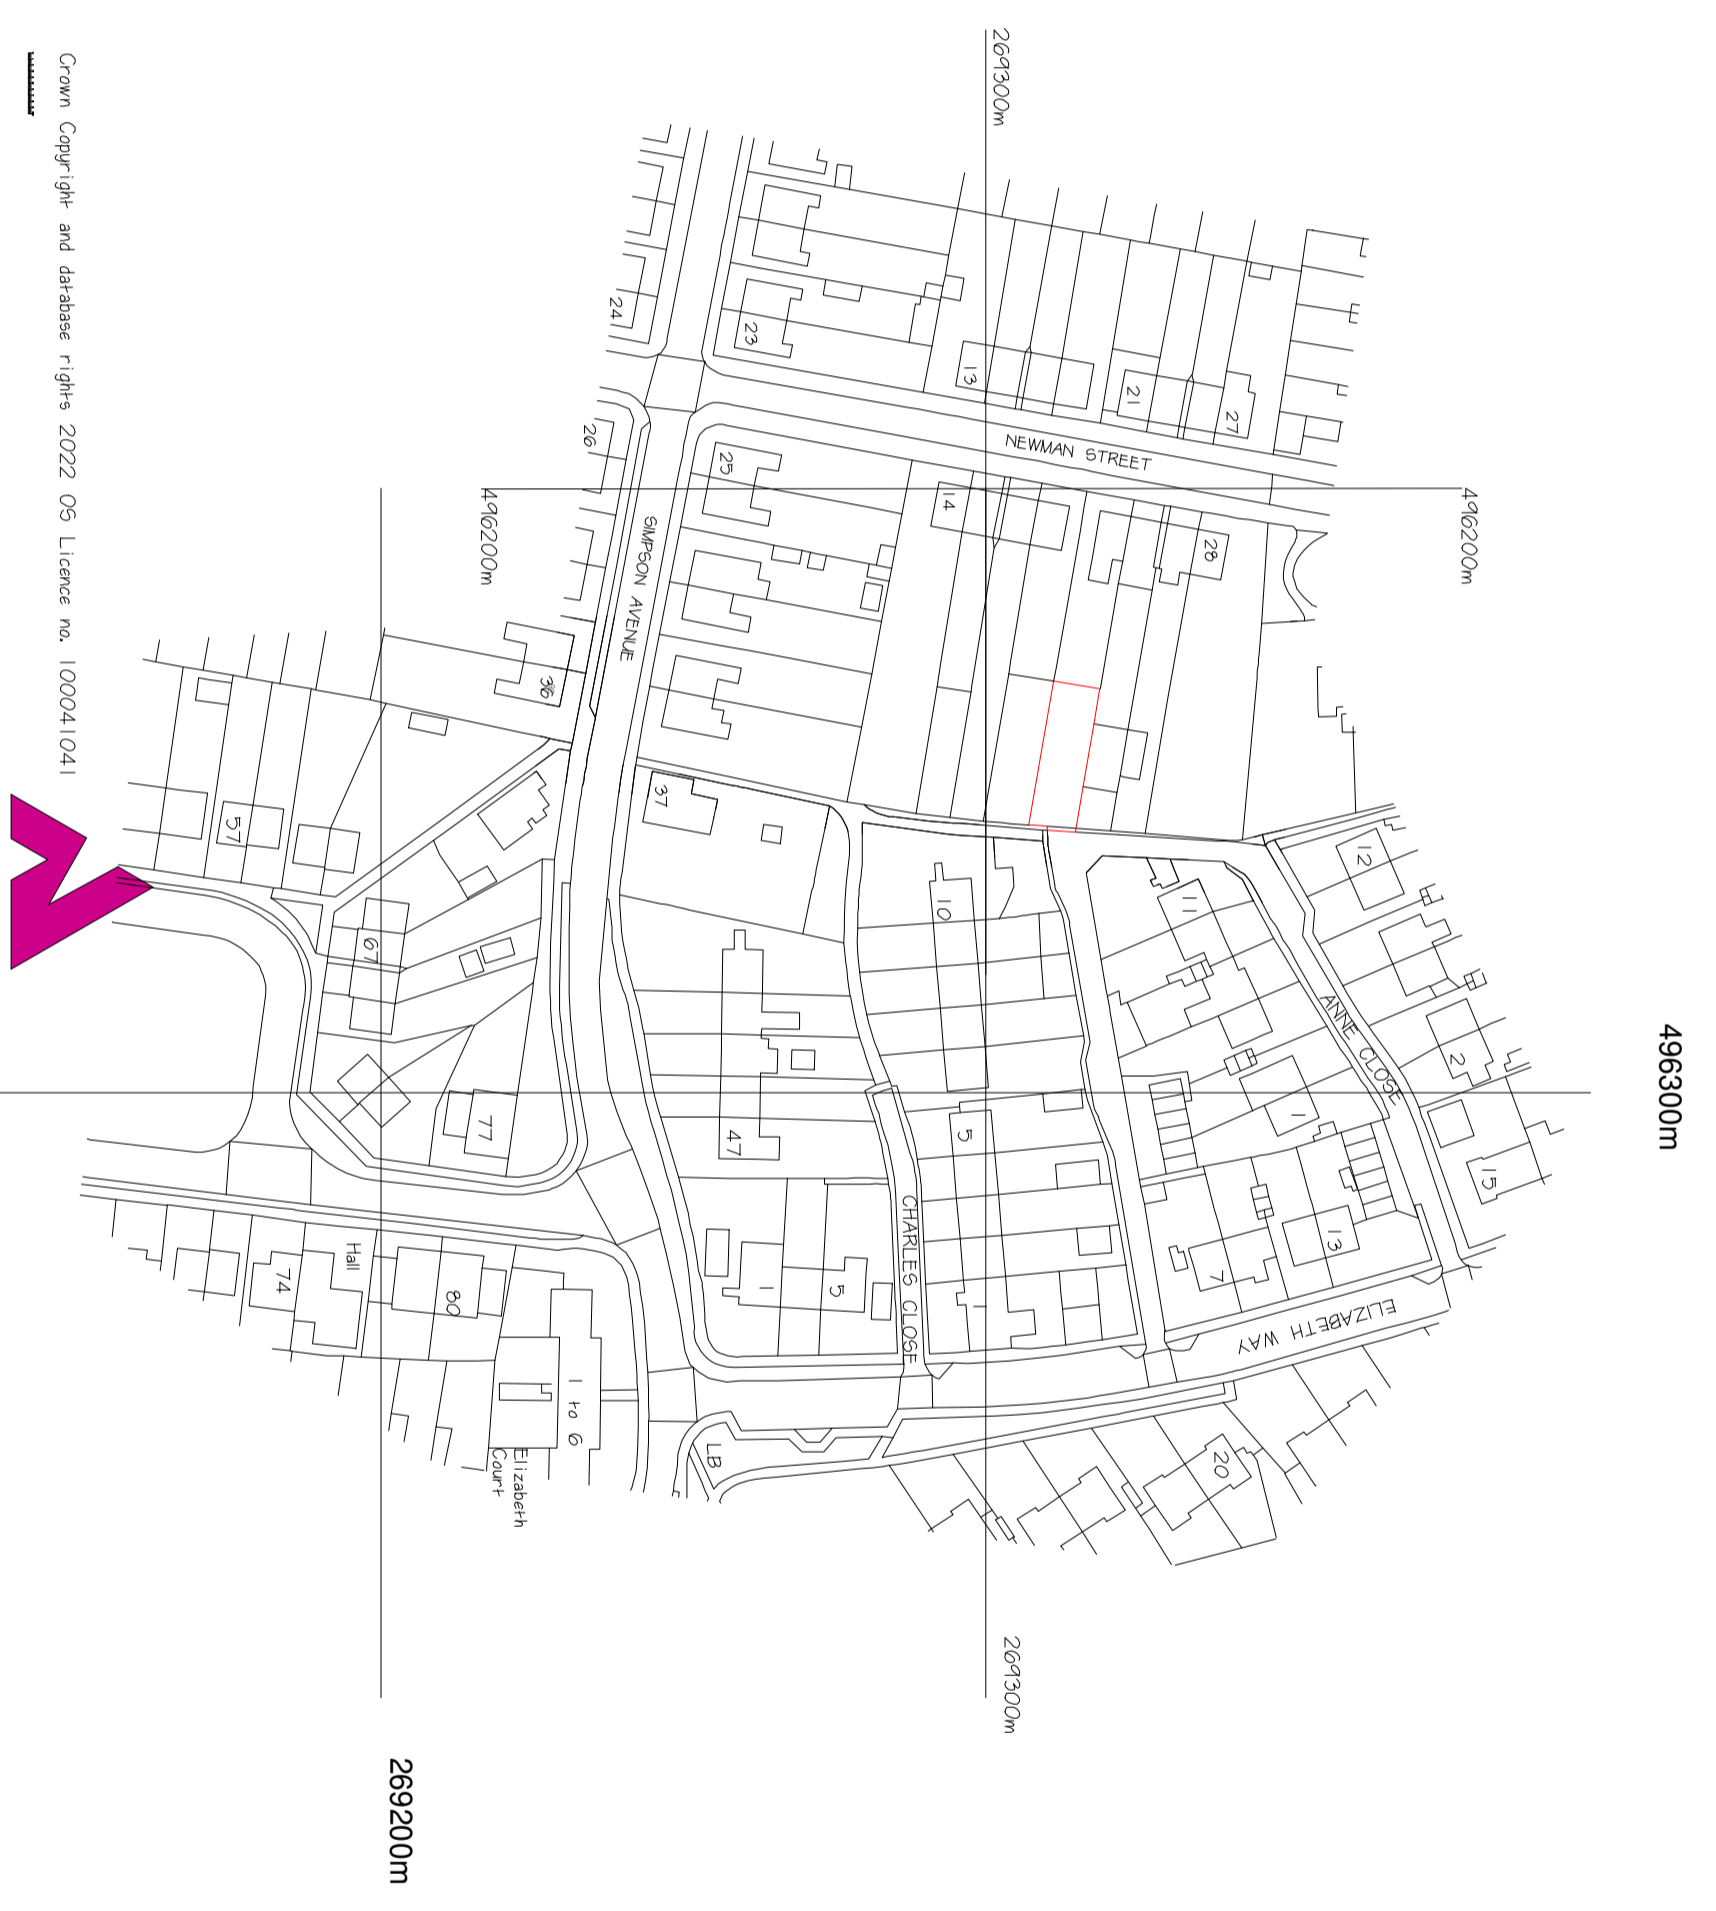 269300m
Crown Copyright and database rights 2022 OS Licence no. 100041041
24
23
13
21
27
NEWMAN STREET
26
25
14
28
496200m
496200m
SIMPSON AVENUE
36
37
57
67
77
10
11
12
ANNE CLOSE
2
1
15
5
47
CHARLES CLOSE
13
7
1
5
1
ELIZABETH WAY
Hall
74
80
1 to 6
Elizabeth
Court
LB
20
496300m
269300m
269200m